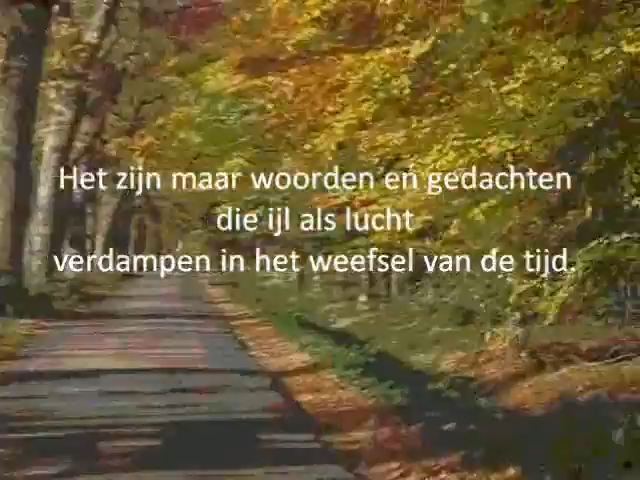 Het zijn maar woorden en gedachten
die ijl als lucht
verdampen in het weefsel van de tijd.